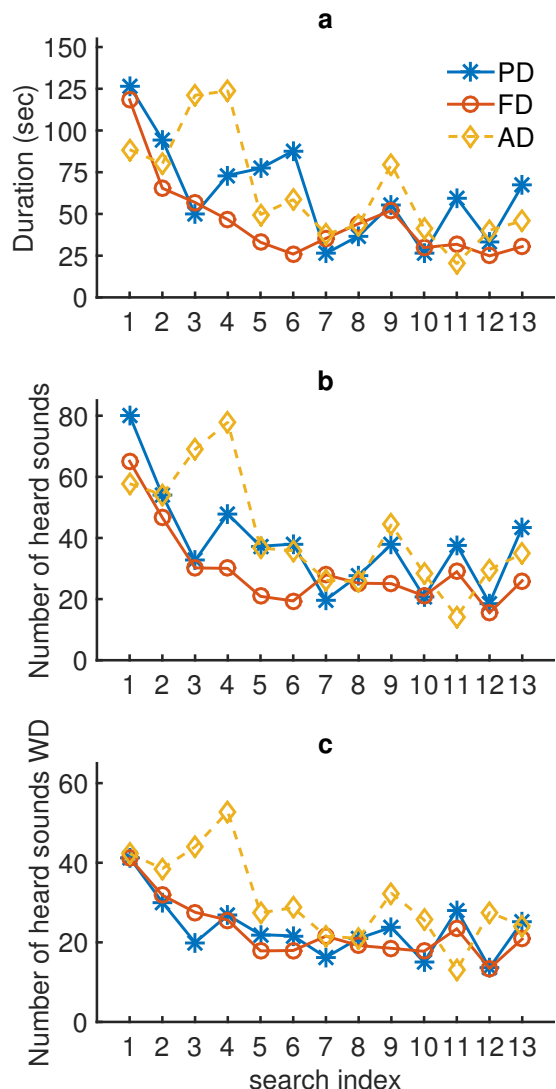 a
150
125
100
75
50
25
0
Duration (sec)
PD
FD
AD
1 2 3 4 5 6 7 8 9 10 11 12 13
b
80
60
40
20
0
Number of heard sounds
1 2 3 4 5 6 7 8 9 10 11 12 13
c
60
40
20
0
Number of heard sounds WD
1 2 3 4 5 6 7 8 9 10 11 12 13
search index